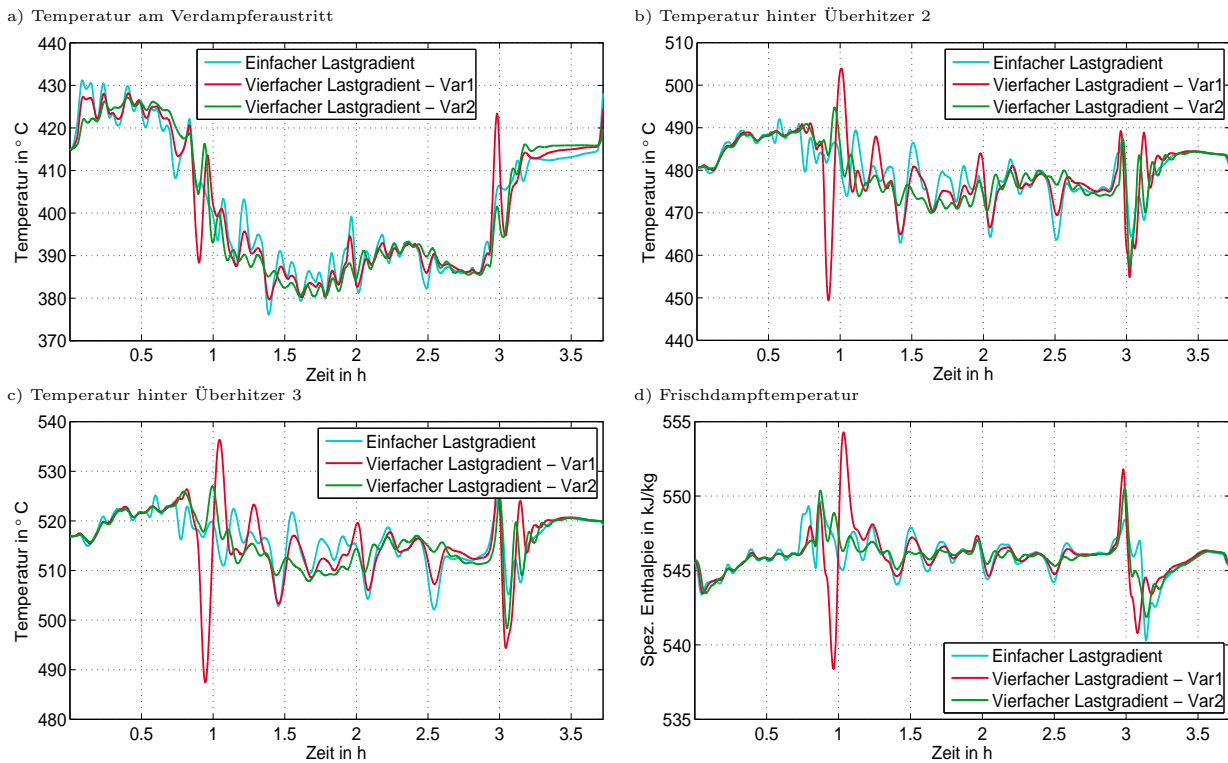 a) Temperatur am Verdampferaustritt
440
430
420
410
400
390
380
370
Temperatur in ° C
0.5 1 1.5 2 2.5 3 3.5
Zeit in h
Einfacher Lastgradient
Vierfacher Lastgradient – Var1
Vierfacher Lastgradient – Var2
b) Temperatur hinter Überhitzer 2
510
500
490
480
470
460
450
440
Temperatur in ° C
0.5 1 1.5 2 2.5 3 3.5
Zeit in h
Einfacher Lastgradient
Vierfacher Lastgradient – Var1
Vierfacher Lastgradient – Var2
c) Temperatur hinter Überhitzer 3
540
530
520
510
500
490
480
Temperatur in ° C
0.5 1 1.5 2 2.5 3 3.5
Zeit in h
Einfacher Lastgradient
Vierfacher Lastgradient – Var1
Vierfacher Lastgradient – Var2
d) Frischdampftemperatur
555
550
545
540
535
Spez. Enthalpie in kJ/kg
0.5 1 1.5 2 2.5 3 3.5
Zeit in h
Einfacher Lastgradient
Vierfacher Lastgradient – Var1
Vierfacher Lastgradient – Var2